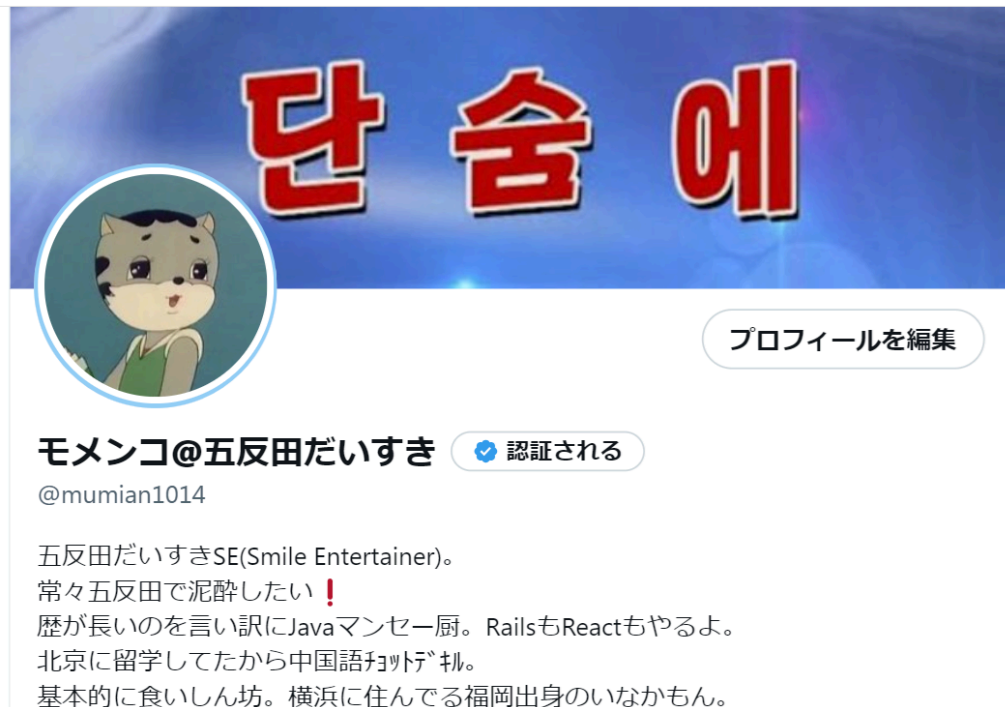 단숨에
プロフィールを編集
モメンコ@五反田だいすき 認証される
@mumian1014
五反田だいすきSE(Smile Entertainer)。
常々五反田で泥酔したい❗
歴が長いのを言い訳にJavaマンセー厨。RailsもReactもやるよ。
北京に留学してたから中国語ﾁｮｯﾄﾃﾞｷﾙ。
基本的に食いしん坊。横浜に住んでる福岡出身のいなかもん。